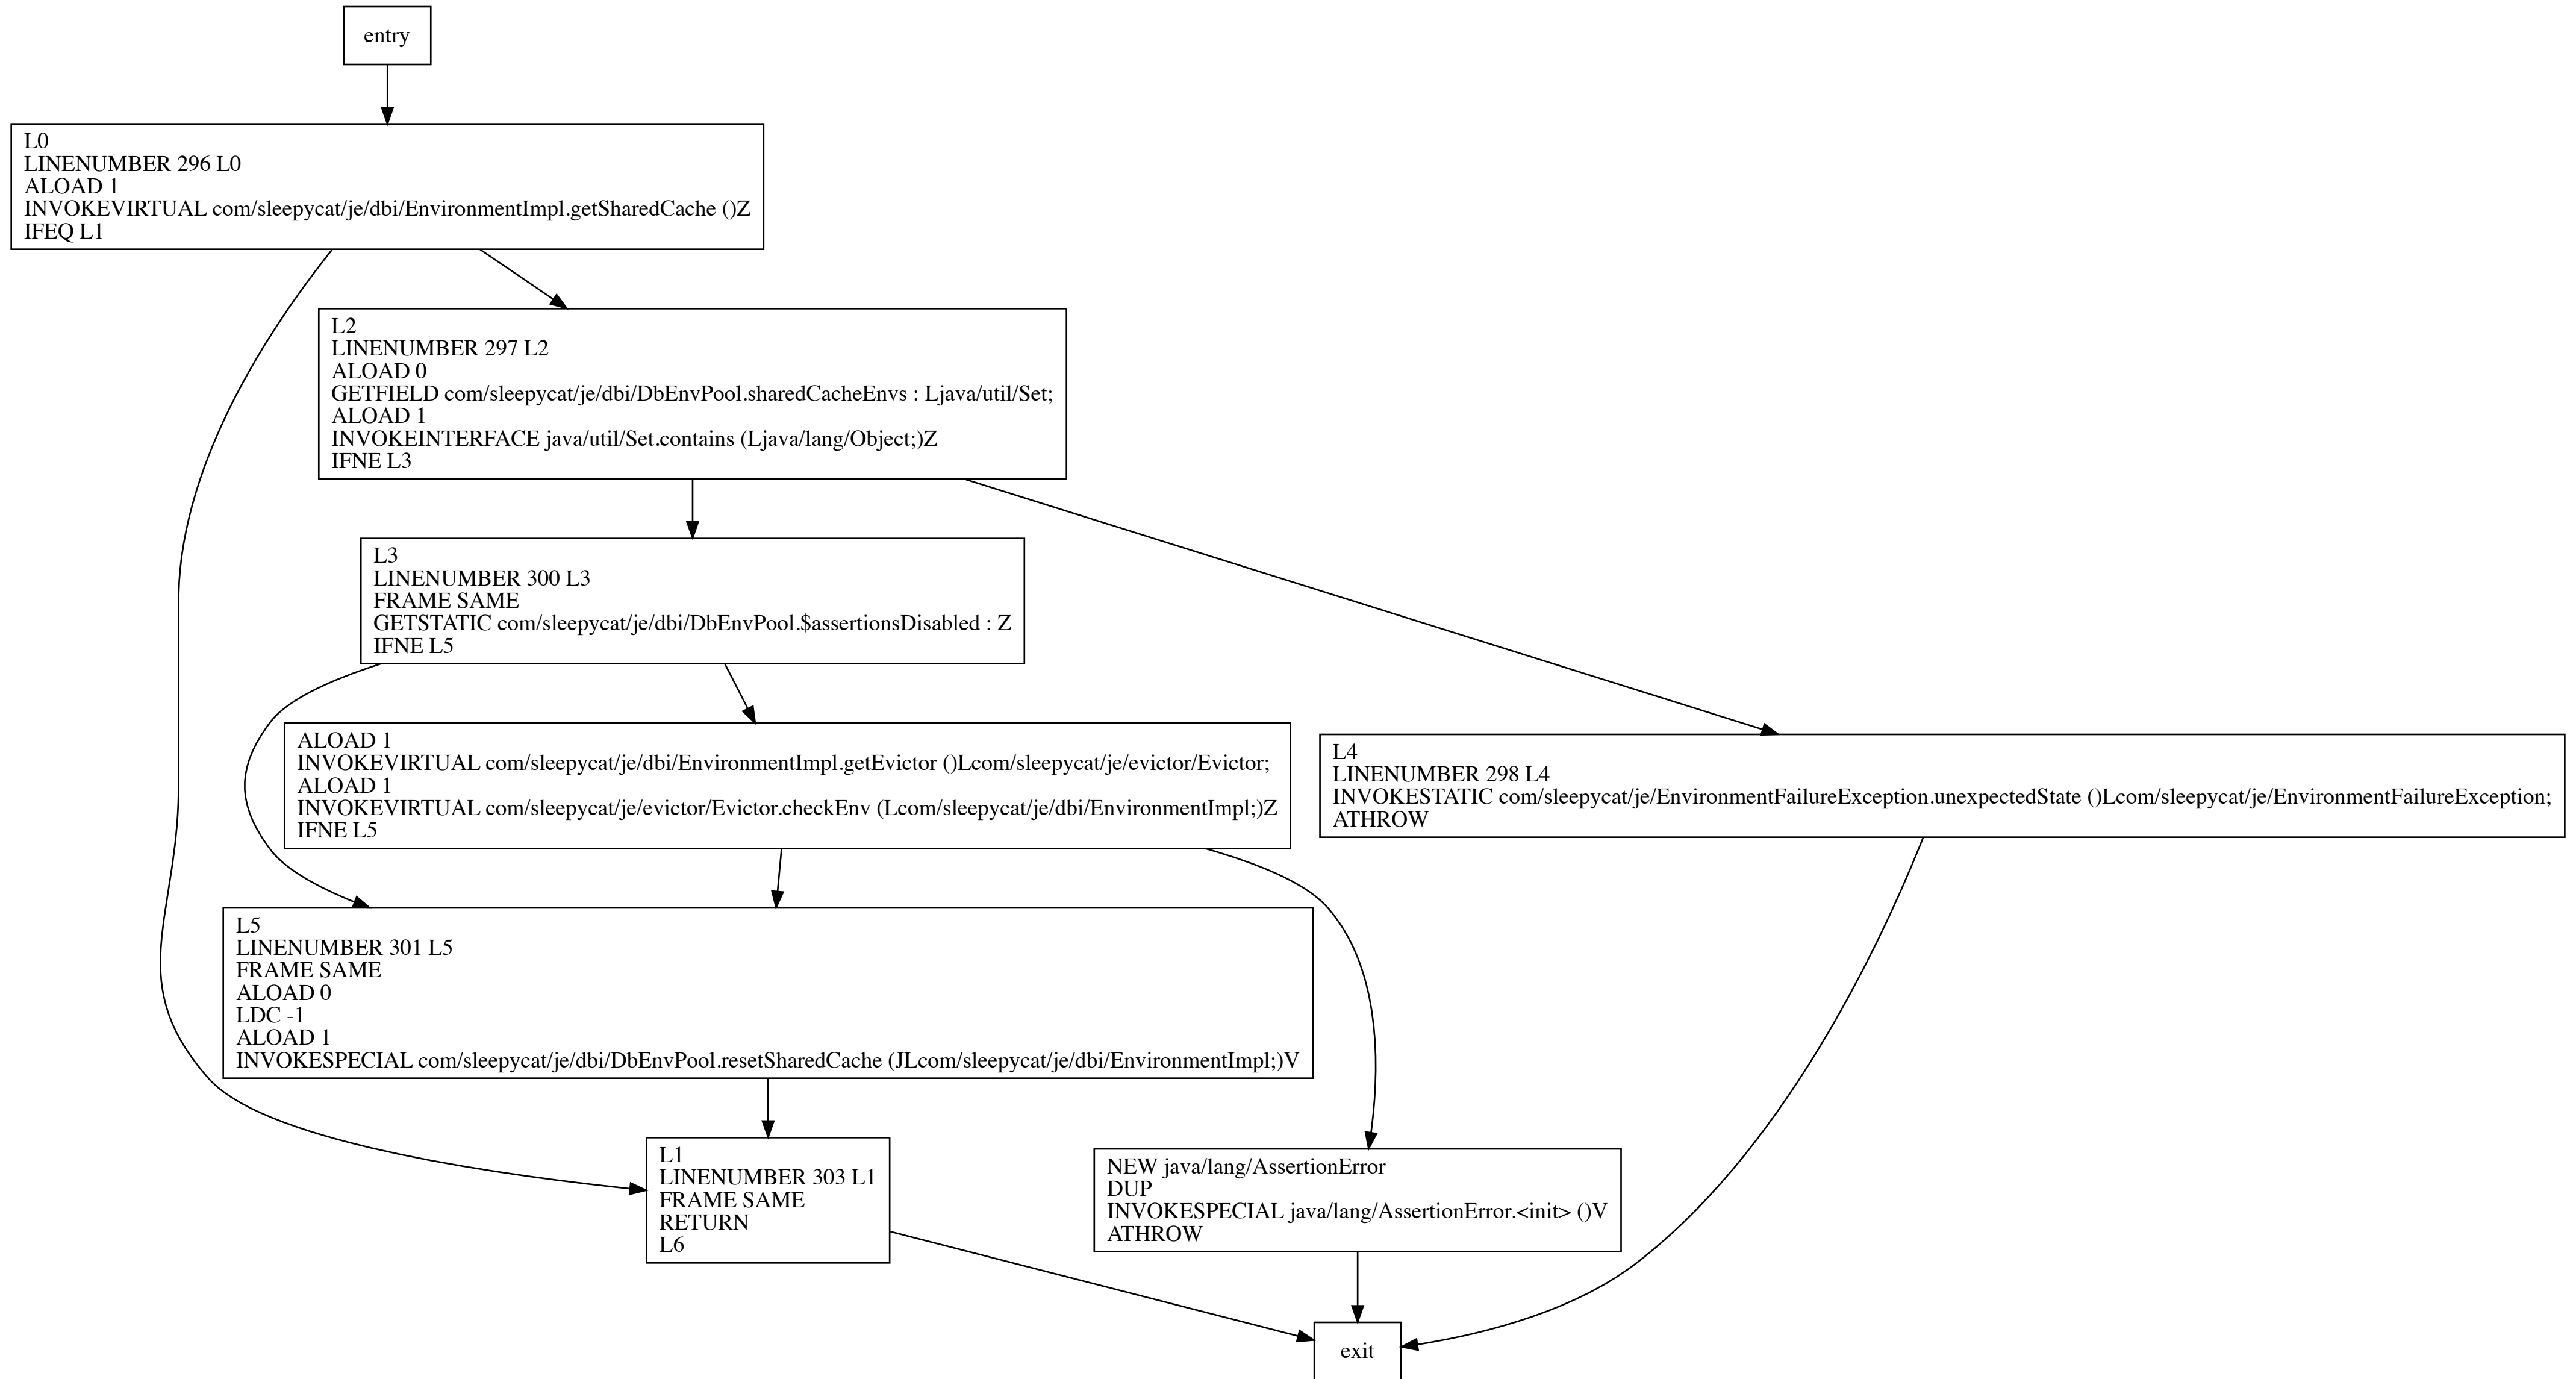 entry
L0
LINENUMBER 296 L0
ALOAD 1
INVOKEVIRTUAL com/sleepycat/je/dbi/EnvironmentImpl.getSharedCache ()Z
IFEQ L1
L2
LINENUMBER 297 L2
ALOAD 0
GETFIELD com/sleepycat/je/dbi/DbEnvPool.sharedCacheEnvs : Ljava/util/Set;
ALOAD 1
INVOKEINTERFACE java/util/Set.contains (Ljava/lang/Object;)Z
IFNE L3
L3
LINENUMBER 300 L3
FRAME SAME
GETSTATIC com/sleepycat/je/dbi/DbEnvPool.$assertionsDisabled : Z
IFNE L5
ALOAD 1
INVOKEVIRTUAL com/sleepycat/je/dbi/EnvironmentImpl.getEvictor ()Lcom/sleepycat/je/evictor/Evictor;
ALOAD 1
INVOKEVIRTUAL com/sleepycat/je/evictor/Evictor.checkEnv (Lcom/sleepycat/je/dbi/EnvironmentImpl;)Z
IFNE L5
L4
LINENUMBER 298 L4
INVOKESTATIC com/sleepycat/je/EnvironmentFailureException.unexpectedState ()Lcom/sleepycat/je/EnvironmentFailureException;
ATHROW
L5
LINENUMBER 301 L5
FRAME SAME
ALOAD 0
LDC -1
ALOAD 1
INVOKESPECIAL com/sleepycat/je/dbi/DbEnvPool.resetSharedCache (JLcom/sleepycat/je/dbi/EnvironmentImpl;)V
L1
LINENUMBER 303 L1
FRAME SAME
RETURN
L6
NEW java/lang/AssertionError
DUP
INVOKESPECIAL java/lang/AssertionError.<init> ()V
ATHROW
exit